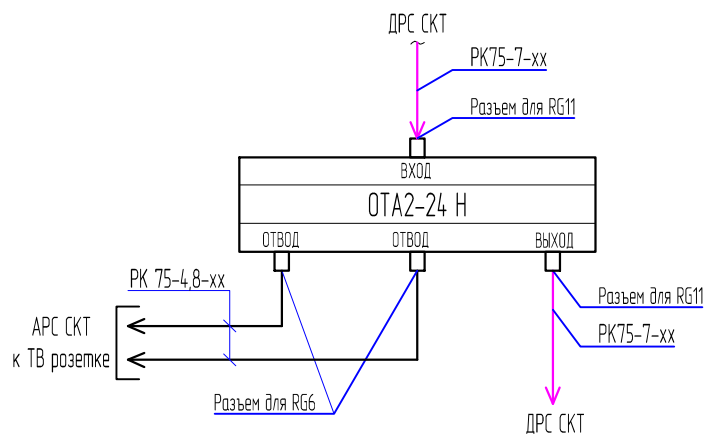 ДРС СКТ
РК75-7-хх
Разъем для RG11
ВХОД
ОТА2-24 Н
ОТВОД
ОТВОД
ВЫХОД
РК 75-4,8-хх
Разъем для RG11
АРС СКТ
к ТВ розетке
РК75-7-хх
Разъем для RG6
ДРС СКТ